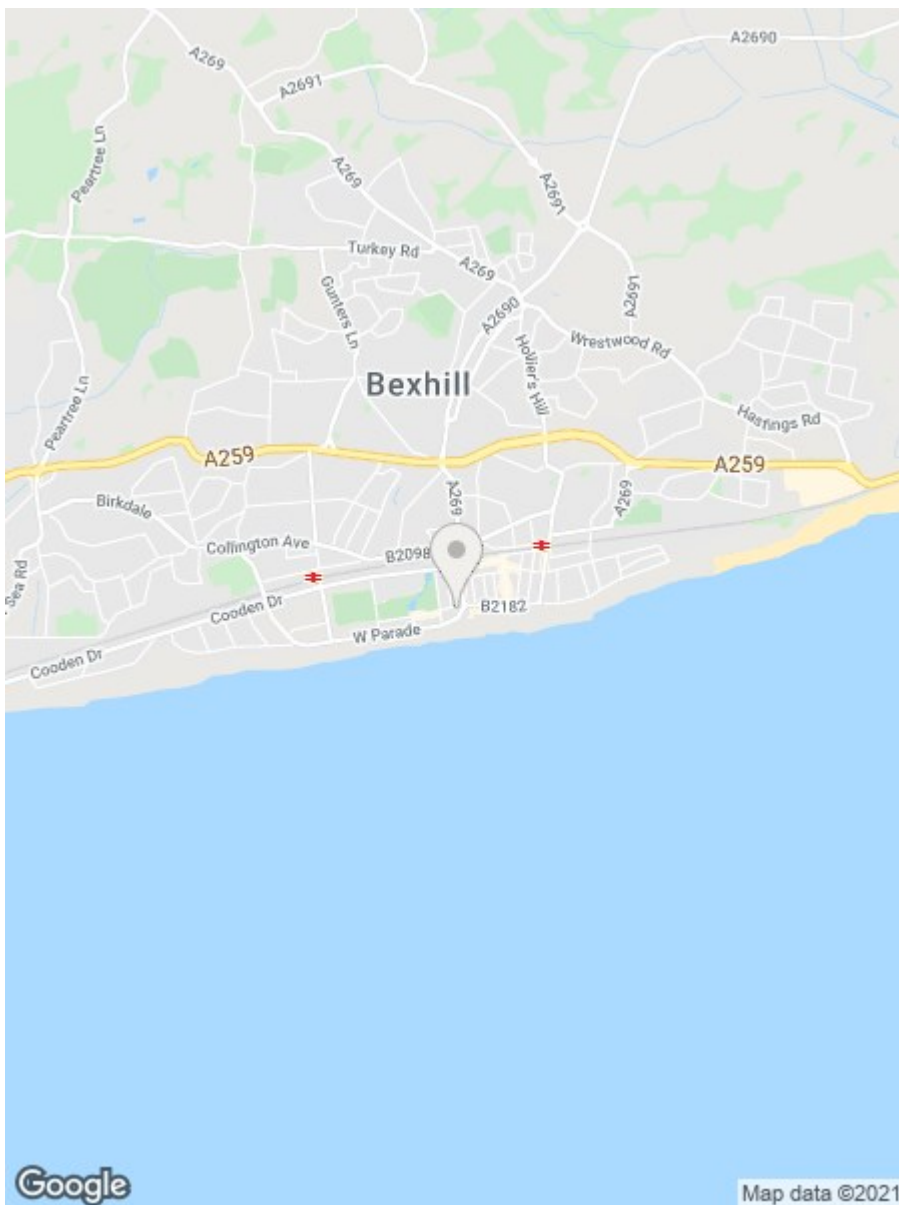 A269
A2690
A2691
Peartree Ln
A269
A2691
Turkey Rd
A269
A2691
Gunters Ln
A2690
Wrestwood Rd
Hollier's Hill
Bexhill
Peartree Ln
Hastings Rd
A259
A259
A269
A269
Birkdale
Collington Ave
B2098
Sea Rd
Cooden Dr
B2182
W Parade
Cooden Dr
Google
Map data ©2021